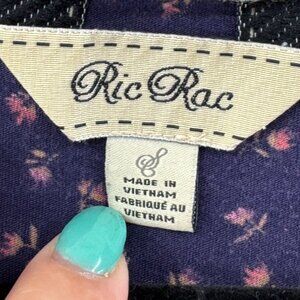 Ric Rac
S
MADE IN
VIETNAM
FABRIQUÉ AU
VIETNAM